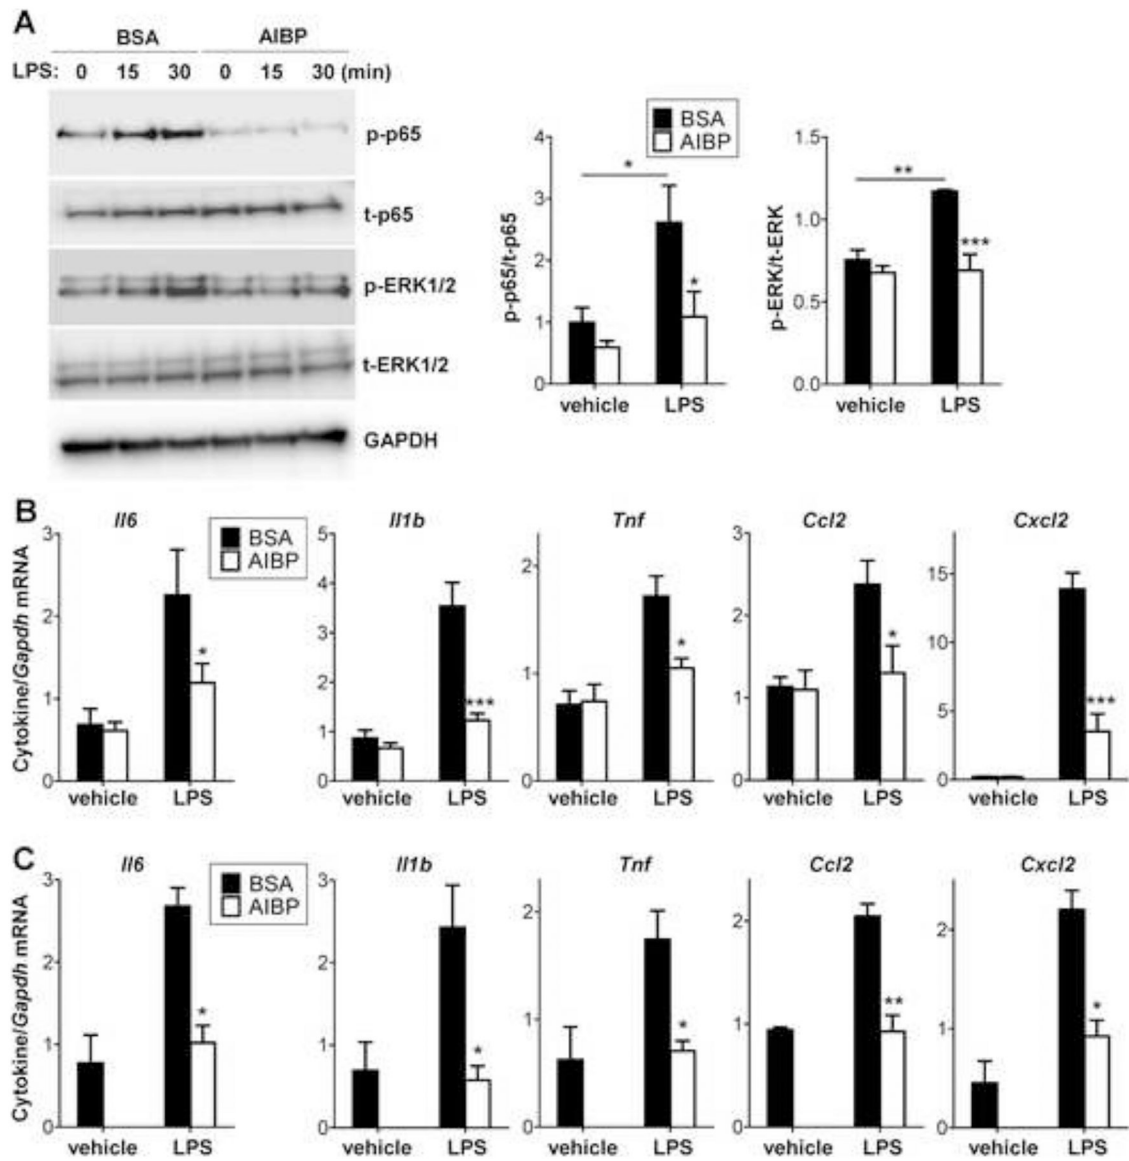 A
BSA AIBP
LPS: 0 15 30 0 15 30 (min)
p-p65
t-p65
p-ERK1/2
t-ERK1/2
GAPDH
BSA
AIBP
p-p65/t-p65
4
3
2
1
0
*
*
vehicle LPS
p-ERK/t-ERK
1.5
1.0
0.5
0.0
**
***
vehicle LPS
B
Cytokine/Gapdh mRNA
Il6
BSA
AIBP
3
2
1
0
*
vehicle LPS
Il1b
5
4
3
2
1
0
***
vehicle LPS
Tnf
2
1
0
*
vehicle LPS
Ccl2
3
2
1
0
*
vehicle LPS
Cxcl2
15
10
5
0
***
vehicle LPS
C
Cytokine/Gapdh mRNA
Il6
BSA
AIBP
3
2
1
0
*
vehicle LPS
Il1b
3
2
1
0
*
vehicle LPS
Tnf
2
1
0
*
vehicle LPS
Ccl2
2
1
0
**
vehicle LPS
Cxcl2
2
1
0
*
vehicle LPS